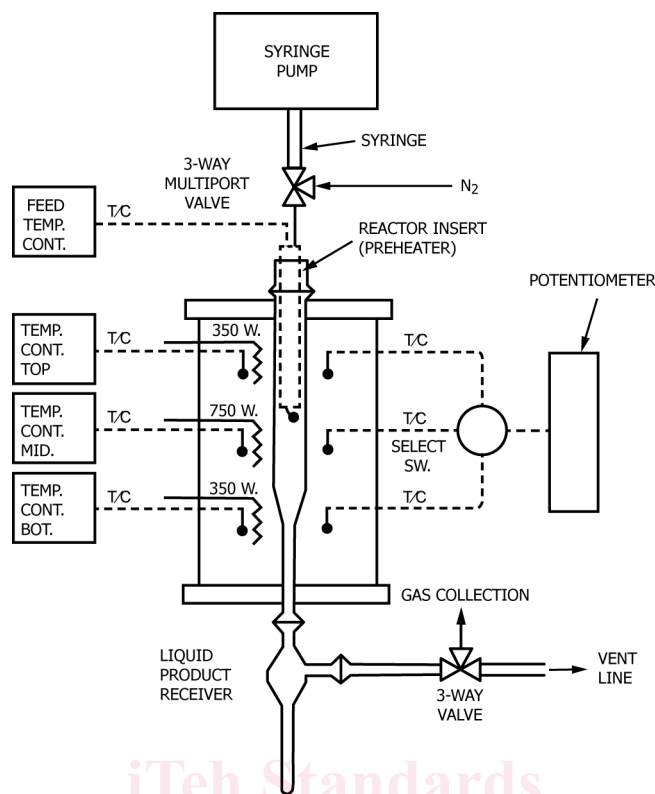 SYRINGE
PUMP
SYRINGE
3-WAY
MULTIPORT
VALVE
N₂
FEED
TEMP.
CONT.
T/C
REACTOR INSERT
(PREHEATER)
POTENTIOMETER
TEMP.
CONT.
TOP
T/C
350 W.
T/C
TEMP.
CONT.
MID.
T/C
750 W.
T/C
SELECT
SW.
TEMP.
CONT.
BOT.
T/C
350 W.
T/C
GAS COLLECTION
LIQUID
PRODUCT
RECEIVER
VENT
LINE
3-WAY
VALVE
iTeh Standards